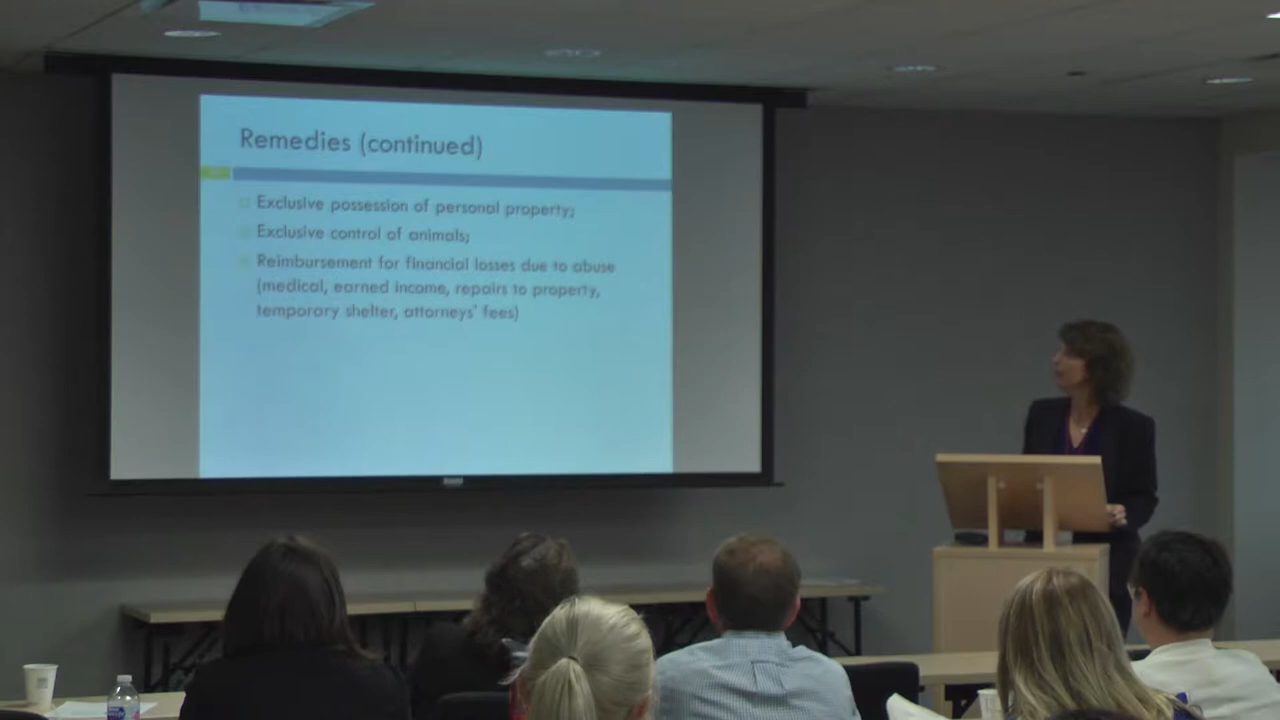 Remedies (continued)
Exclusive possession of personal property;
Exclusive control of animals;
Reimbursement for financial losses due to abuse
(medical, earned income, repairs to property,
temporary shelter, attorneys' fees)